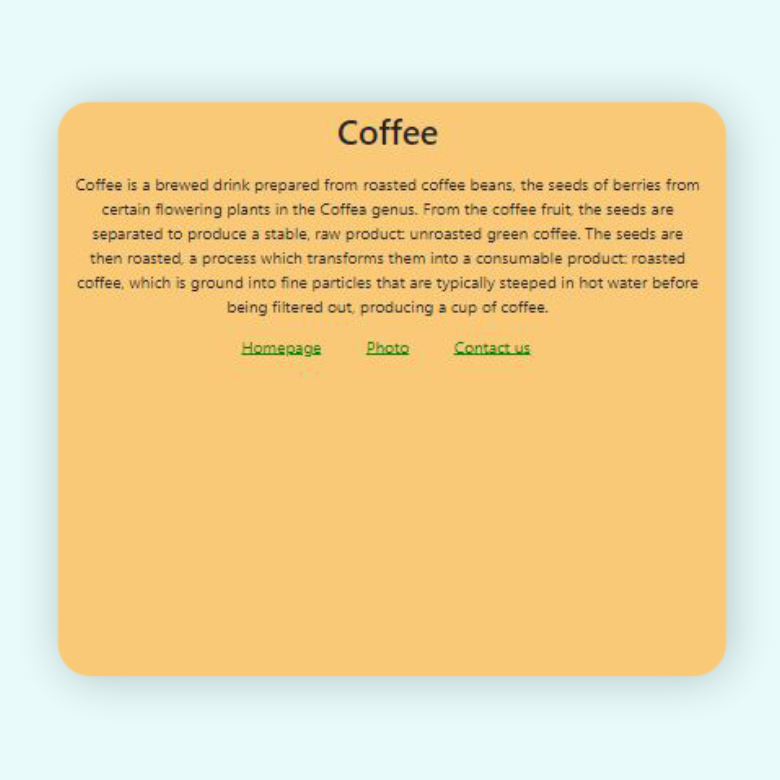 Coffee
Coffee is a brewed drink prepared from roasted coffee beans, the seeds of berries from
certain flowering plants in the Coffea genus. From the coffee fruit, the seeds are
separated to produce a stable, raw product: unroasted green coffee. The seeds are
then roasted, a process which transforms them into a consumable product: roasted
coffee, which is ground into fine particles that are typically steeped in hot water before
being filtered out, producing a cup of coffee.
Homepage Photo Contact us